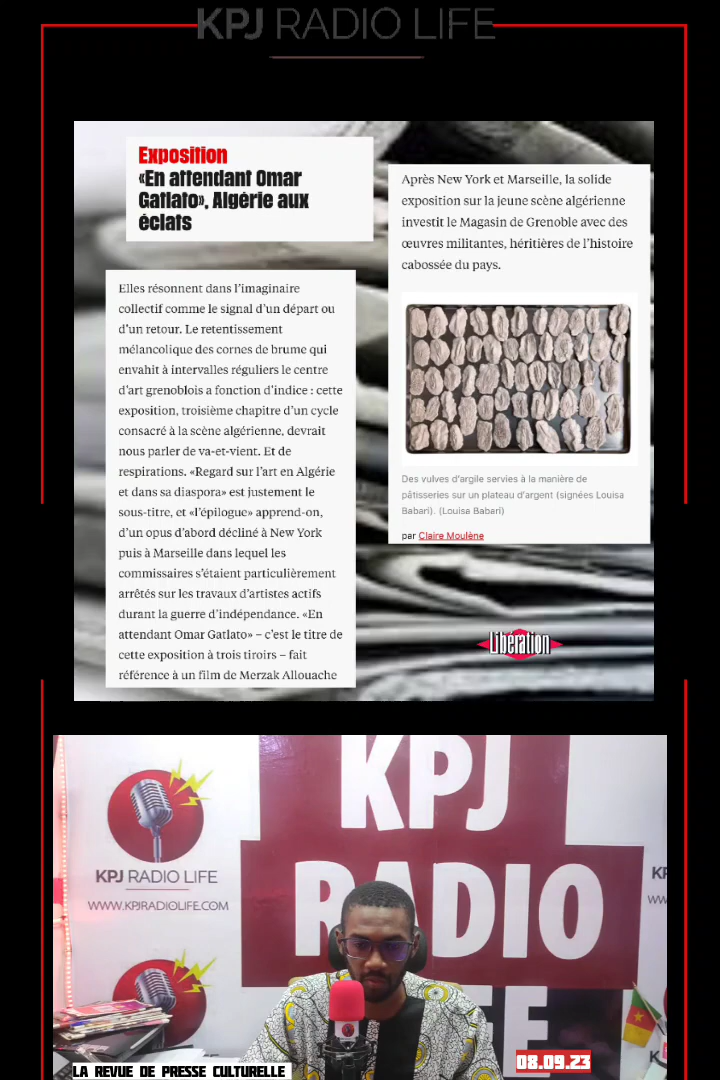 KPJ RADIO LIFE
Exposition
«En attendant Omar
Gatlato», Algérie aux
éclats
Elles résonnent dans l'imaginaire
collectif comme le signal d'un départ ou
d'un retour. Le retentissement
mélancolique des cornes de brume qui
envahit à intervalles réguliers le centre
d'art grenoblois a fonction d'indice : cette
exposition, troisième chapitre d'un cycle
consacré à la scène algérienne, devrait
nous parler de va-et-vient. Et de
respirations. «Regard sur l'art en Algérie
et dans sa diaspora» est justement le
sous-titre, et «l'épilogue» apprend-on,
d'un opus d'abord décliné à New York
puis à Marseille dans lequel les
commissaires s'étaient particulièrement
arrêtés sur les travaux d'artistes actifs
durant la guerre d'indépendance. «En
attendant Omar Gatlato» – c'est le titre de
cette exposition à trois tiroirs – fait
référence à un film de Merzak Allouache
Après New York et Marseille, la solide
exposition sur la jeune scène algérienne
investit le Magasin de Grenoble avec des
œuvres militantes, héritières de l'histoire
cabossée du pays.
Des vulves d'argile servies à la manière de
pâtisseries sur un plateau d'argent (signées Louisa
Babari). (Louisa Babari)
par Claire Moulène
Libération
KPJ RADIO LIFE
WWW.KPJRADIOLIFE.COM
KPJ
RADIO
KPJ RADIO LIFE
LA REVUE DE PRESSE CULTURELLE
08.09.23